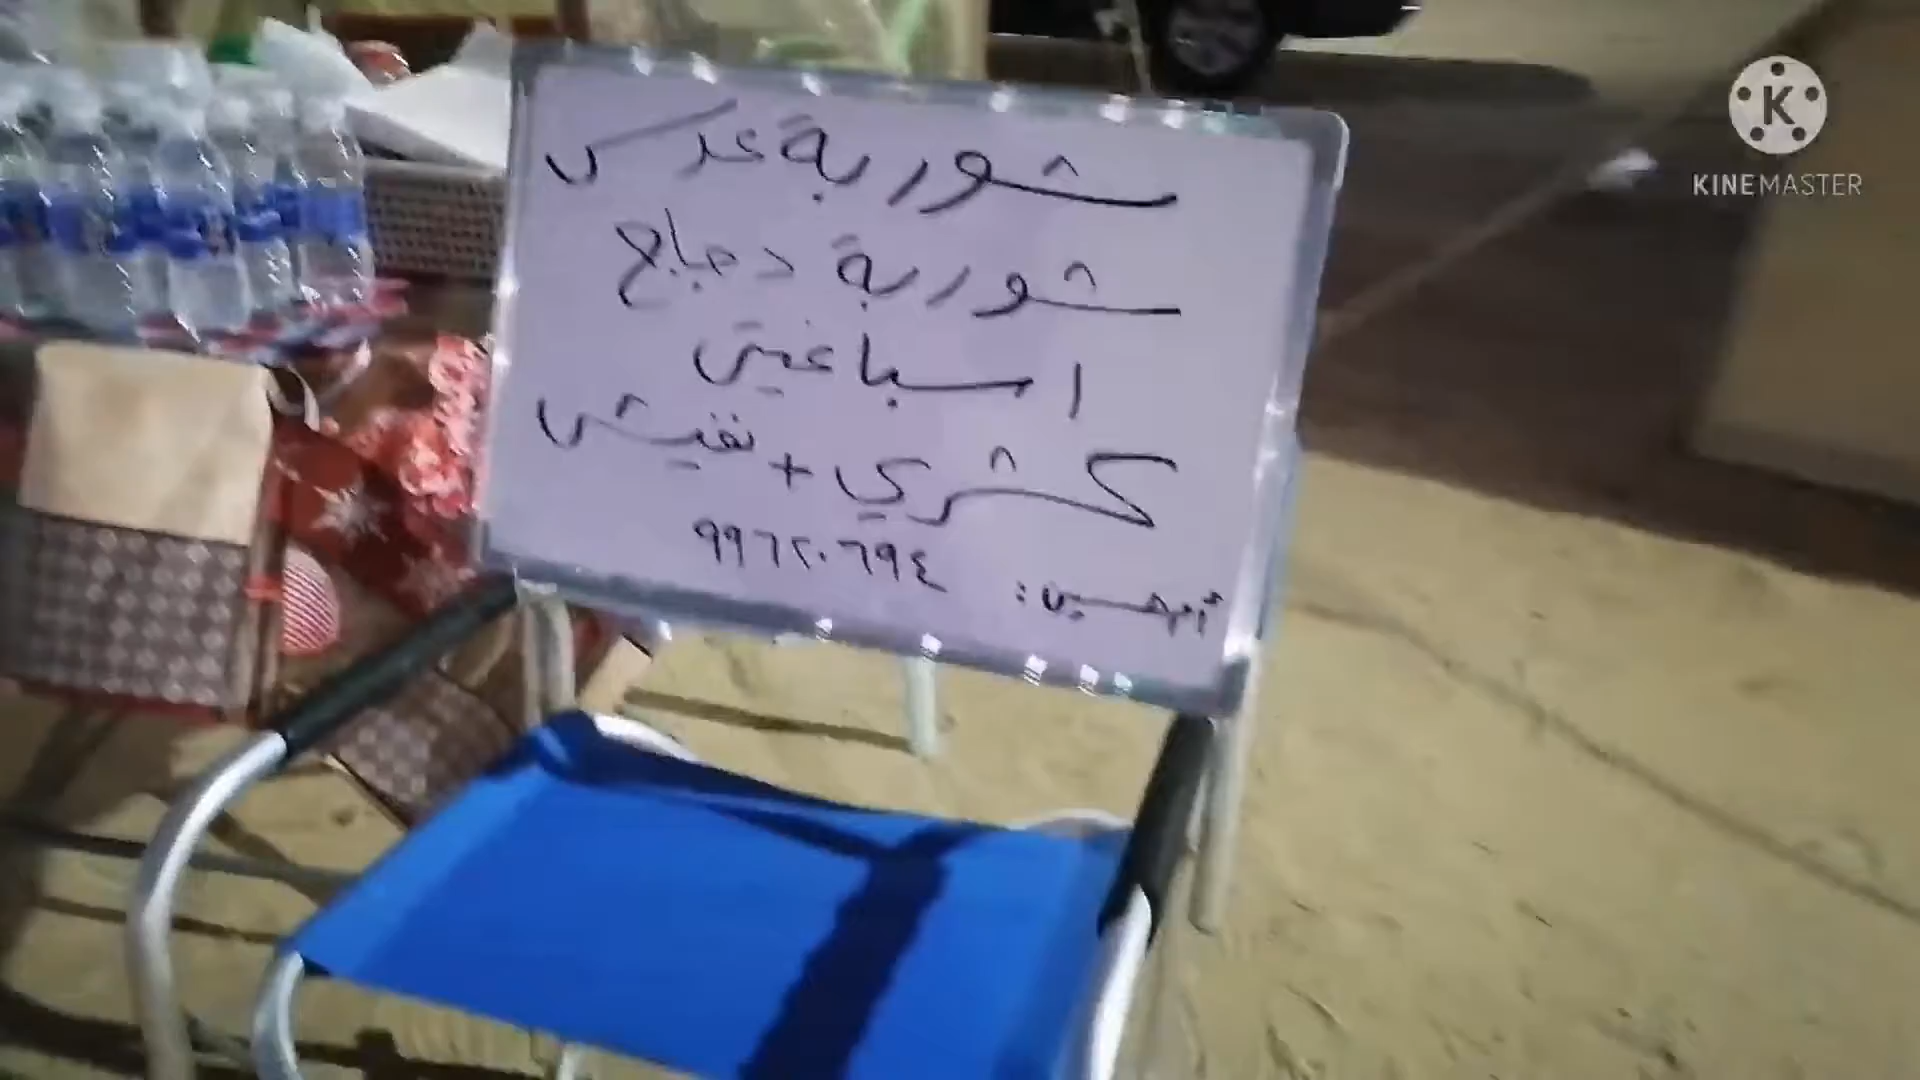 شوربة عدس
شوربة دجاج
اسباغيتي
كشري + نفيش
أم حسين: ٩٩٦٢٠٦٩٤
KINEMASTER